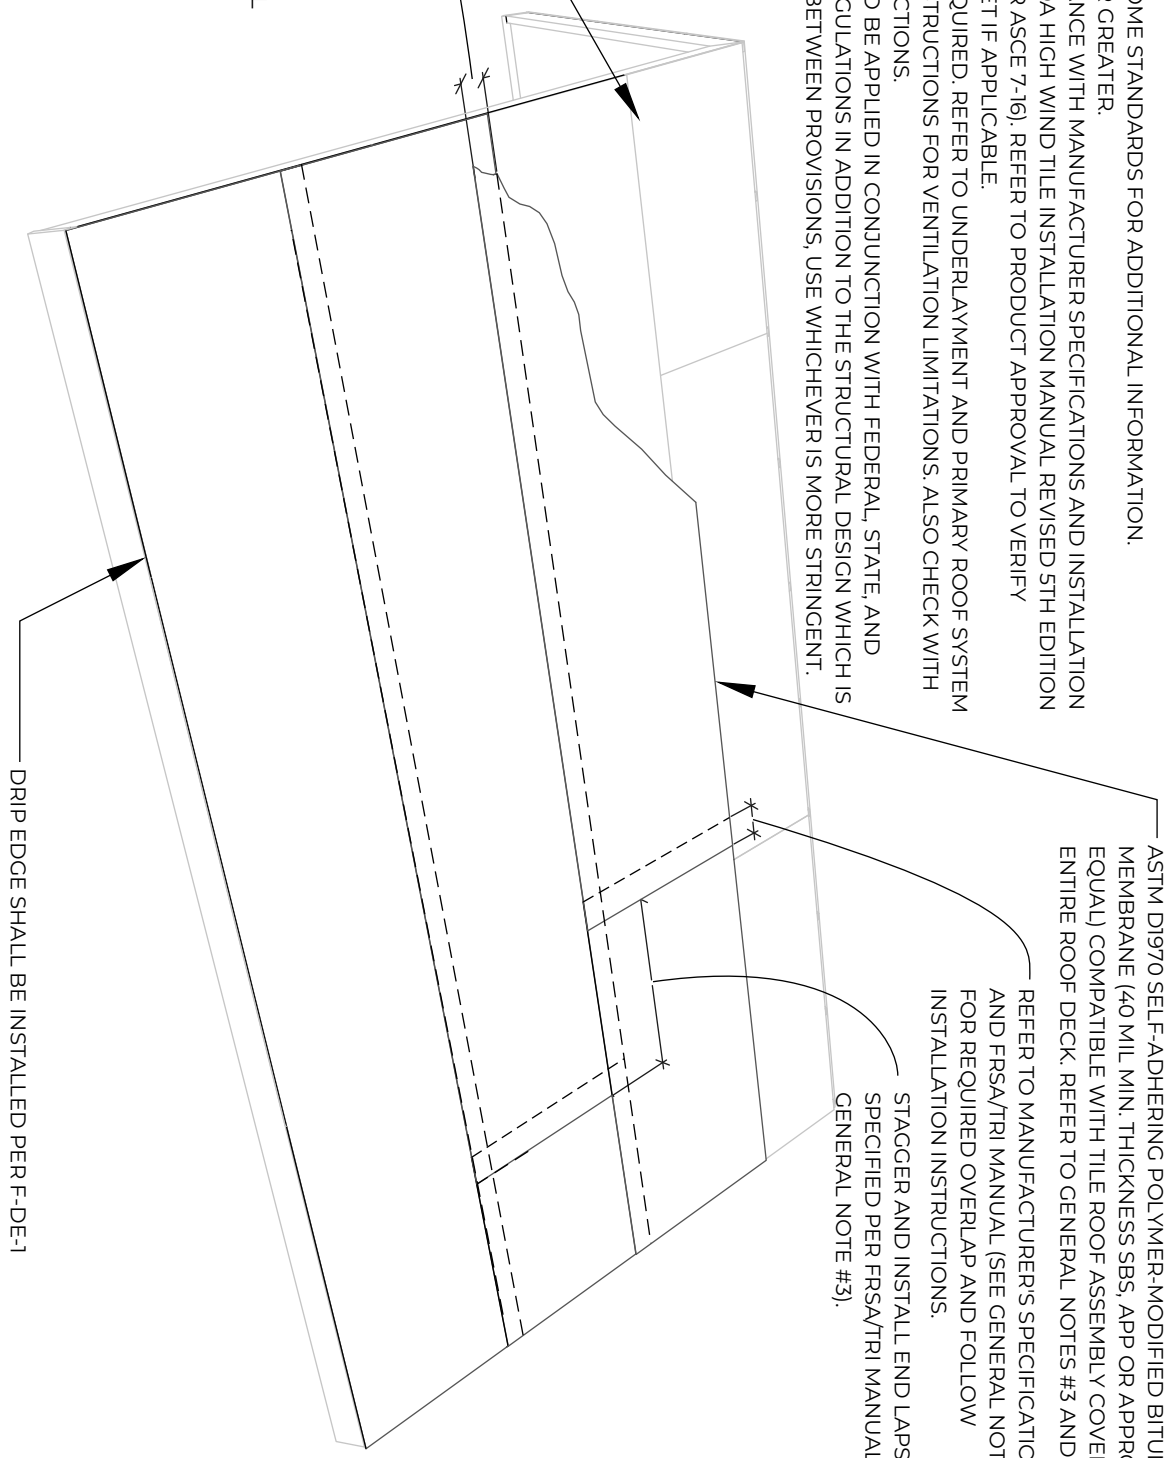 OME STANDARDS FOR ADDITIONAL INFORMATION.
GREATER.
ANCE WITH MANUFACTURER SPECIFICATIONS AND INSTALLATION
A HIGH WIND TILE INSTALLATION MANUAL REVISED 5TH EDITION
R ASCE 7-16). REFER TO PRODUCT APPROVAL TO VERIFY
ET IF APPLICABLE.
QUIRED. REFER TO UNDERLAYMENT AND PRIMARY ROOF SYSTEM
TRUCTIONS FOR VENTILATION LIMITATIONS. ALSO CHECK WITH
CTIONS.
O BE APPLIED IN CONJUNCTION WITH FEDERAL, STATE, AND
GULATIONS IN ADDITION TO THE STRUCTURAL DESIGN WHICH IS
BETWEEN PROVISIONS, USE WHICHEVER IS MORE STRINGENT.
ASTM D1970 SELF-ADHERING POLYMER-MODIFIED BITU
MEMBRANE (40 MIL MIN. THICKNESS SBS, APP OR APPRO
EQUAL) COMPATIBLE WITH TILE ROOF ASSEMBLY COVE
ENTIRE ROOF DECK. REFER TO GENERAL NOTES #3 AND
REFER TO MANUFACTURER'S SPECIFICATIO
AND FRSA/TRI MANUAL (SEE GENERAL NOT
FOR REQUIRED OVERLAP AND FOLLOW
INSTALLATION INSTRUCTIONS.
STAGGER AND INSTALL END LAPS
SPECIFIED PER FRSA/TRI MANUAL
GENERAL NOTE #3).
DRIP EDGE SHALL BE INSTALLED PER F-DE-1